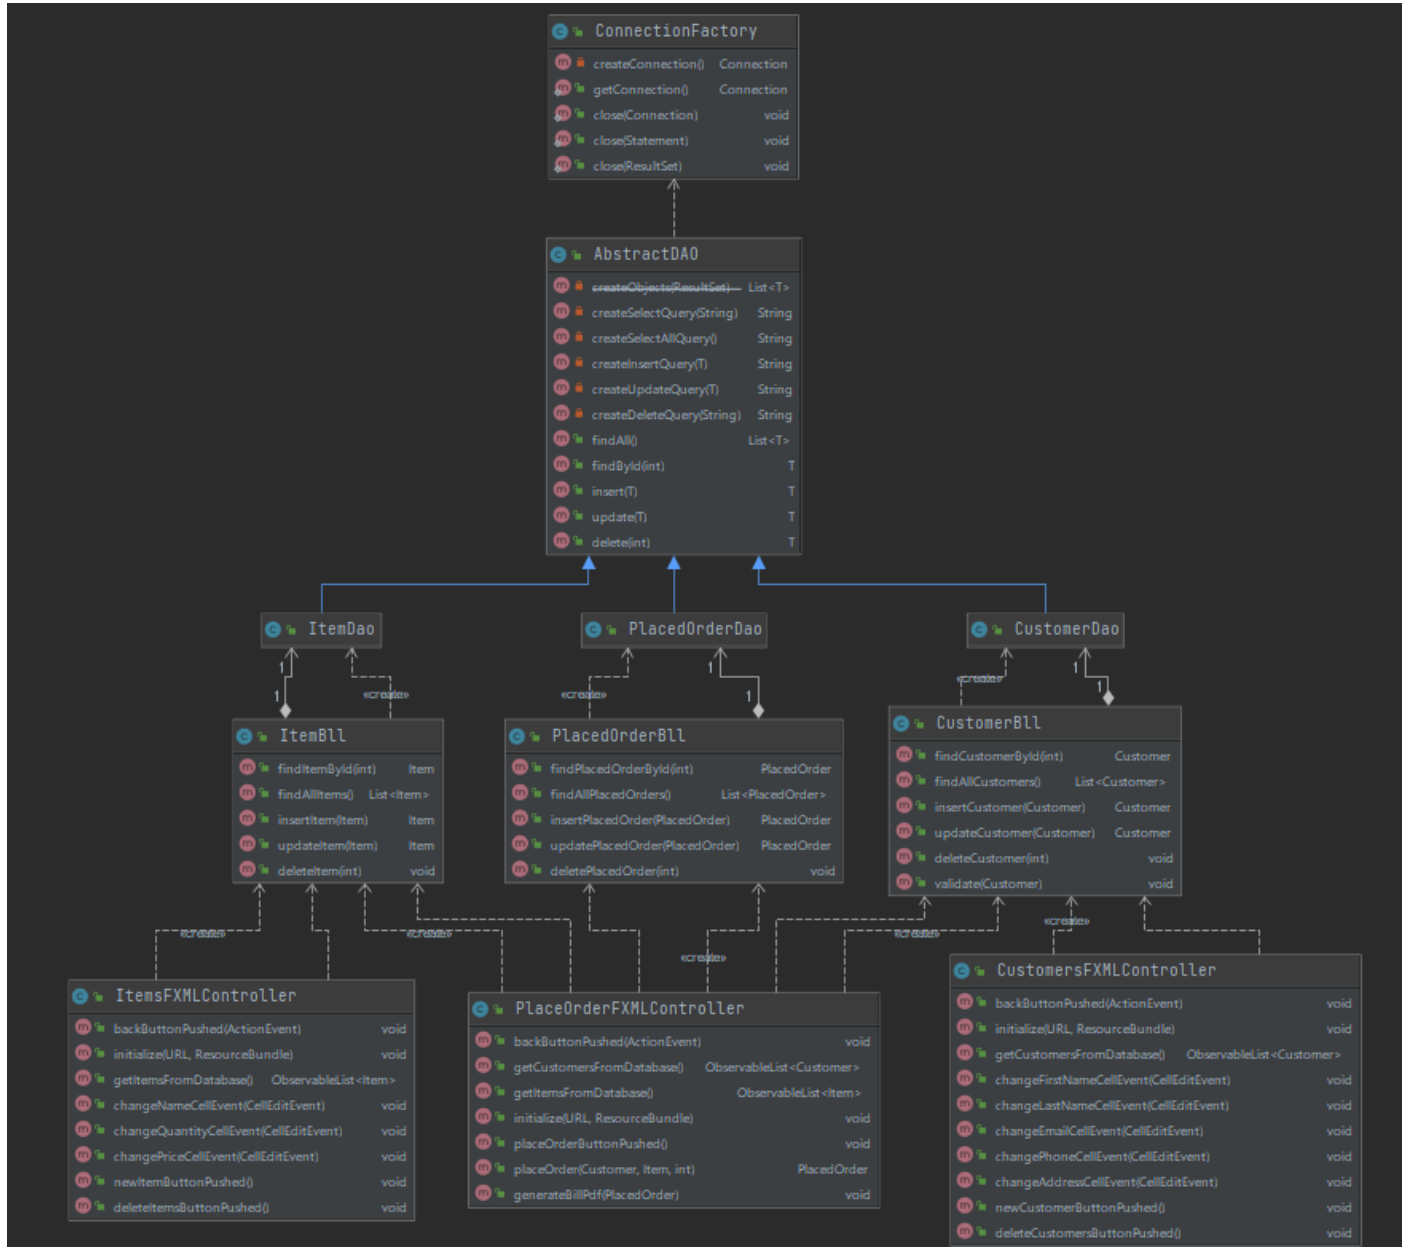 ConnectionFactory
createConnection() Connection
getConnection() Connection
close(Connection) void
close(Statement) void
close(ResultSet) void
AbstractDAO
createObjects(ResultSet) List<T>
createSelectQuery(String) String
createSelectAllQuery() String
createInsertQuery(T) String
createUpdateQuery(T) String
createDeleteQuery(String) String
findAll() List<T>
findById(int) T
insert(T) T
update(T) T
delete(int) T
ItemDao
PlacedOrderDao
CustomerDao
1
1
«create»
«create»
1
1
«create»
1
1
ItemBll
findItemById(int) Item
findAllItems() List<Item>
insertItem(Item) Item
updateItem(Item) Item
deleteItem(int) void
PlacedOrderBll
findPlacedOrderById(int) PlacedOrder
findAllPlacedOrders() List<PlacedOrder>
insertPlacedOrder(PlacedOrder) PlacedOrder
updatePlacedOrder(PlacedOrder) PlacedOrder
deletePlacedOrder(int) void
CustomerBll
findCustomerById(int) Customer
findAllCustomers() List<Customer>
insertCustomer(Customer) Customer
updateCustomer(Customer) Customer
deleteCustomer(int) void
validate(Customer) void
«create»
«create»
«create»
«create»
«create»
ItemsFXMLController
backButtonPushed(ActionEvent) void
initialize(URL, ResourceBundle) void
getItemsFromDatabase() ObservableList<Item>
changeNameCellEvent(CellEditEvent) void
changeQuantityCellEvent(CellEditEvent) void
changePriceCellEvent(CellEditEvent) void
newItemButtonPushed() void
deleteItemsButtonPushed() void
PlaceOrderFXMLController
backButtonPushed(ActionEvent) void
getCustomersFromDatabase() ObservableList<Customer>
getItemsFromDatabase() ObservableList<Item>
initialize(URL, ResourceBundle) void
placeOrderButtonPushed() void
placeOrder(Customer, Item, int) PlacedOrder
generateBillPdf(PlacedOrder) void
CustomersFXMLController
backButtonPushed(ActionEvent) void
initialize(URL, ResourceBundle) void
getCustomersFromDatabase() ObservableList<Customer>
changeFirstNameCellEvent(CellEditEvent) void
changeLastNameCellEvent(CellEditEvent) void
changeEmailCellEvent(CellEditEvent) void
changePhoneCellEvent(CellEditEvent) void
changeAddressCellEvent(CellEditEvent) void
newCustomerButtonPushed() void
deleteCustomersButtonPushed() void